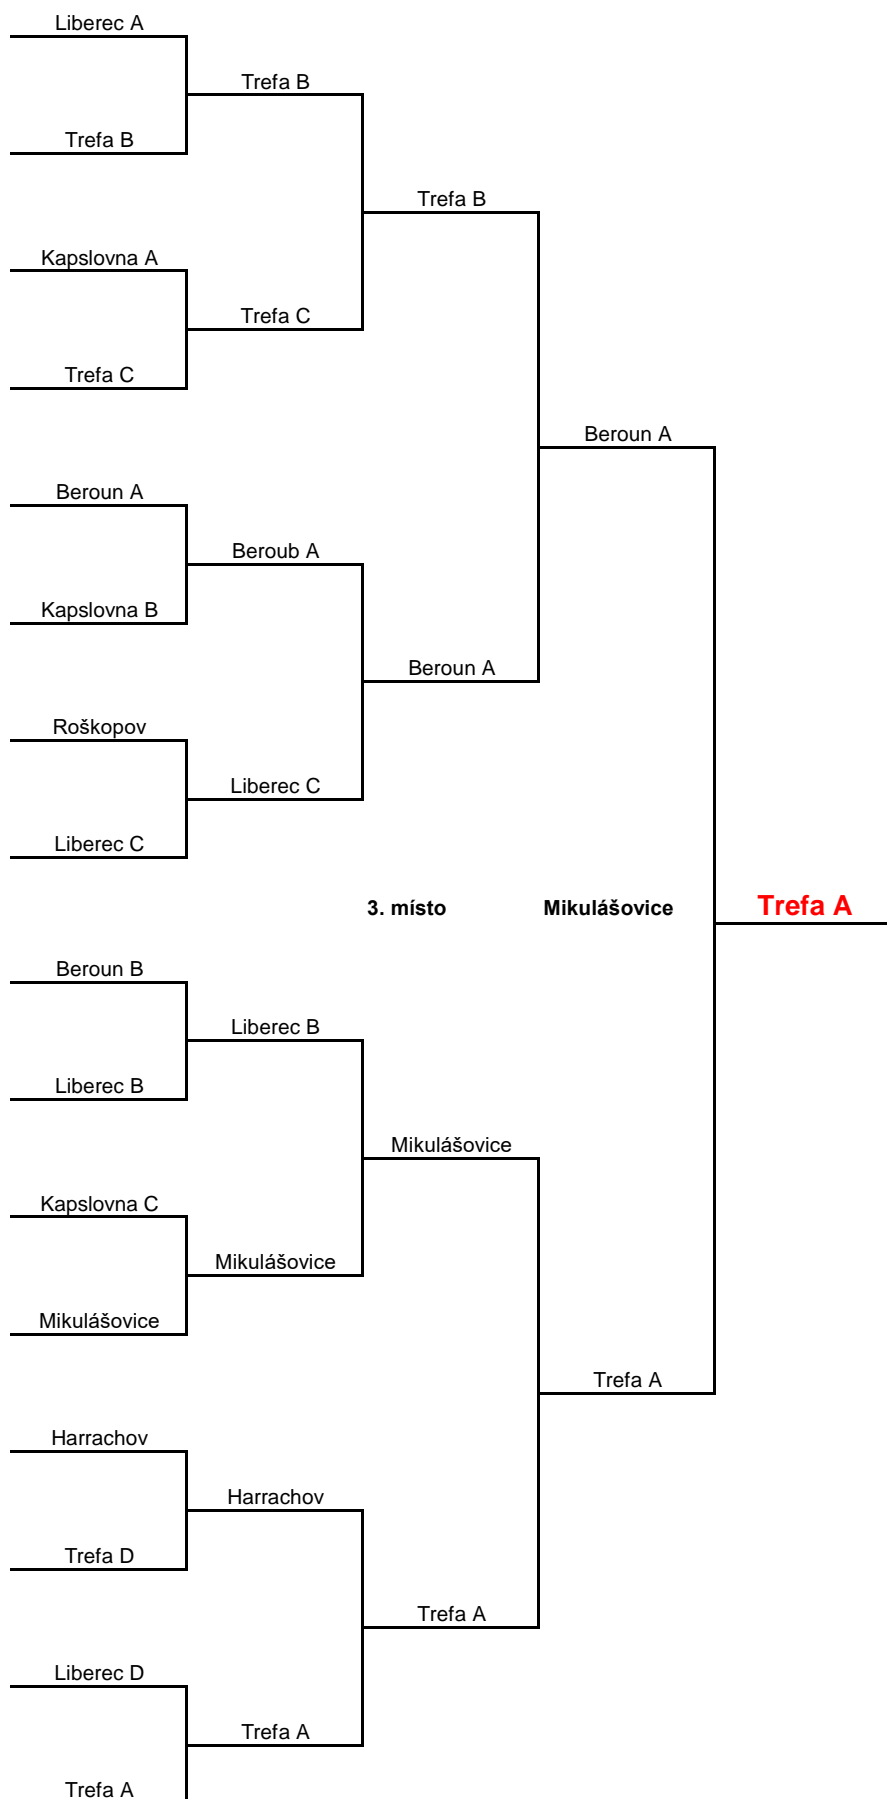 Liberec A
Trefa B
Trefa B
Trefa B
Kapslovna A
Trefa C
Trefa C
Beroun A
Beroun A
Beroub A
Kapslovna B
Beroun A
Roškopov
Liberec C
Liberec C
3. místo Mikulášovice Trefa A
Beroun B
Liberec B
Liberec B
Mikulášovice
Kapslovna C
Mikulášovice
Mikulášovice
Trefa A
Harrachov
Harrachov
Trefa D
Trefa A
Liberec D
Trefa A
Trefa A